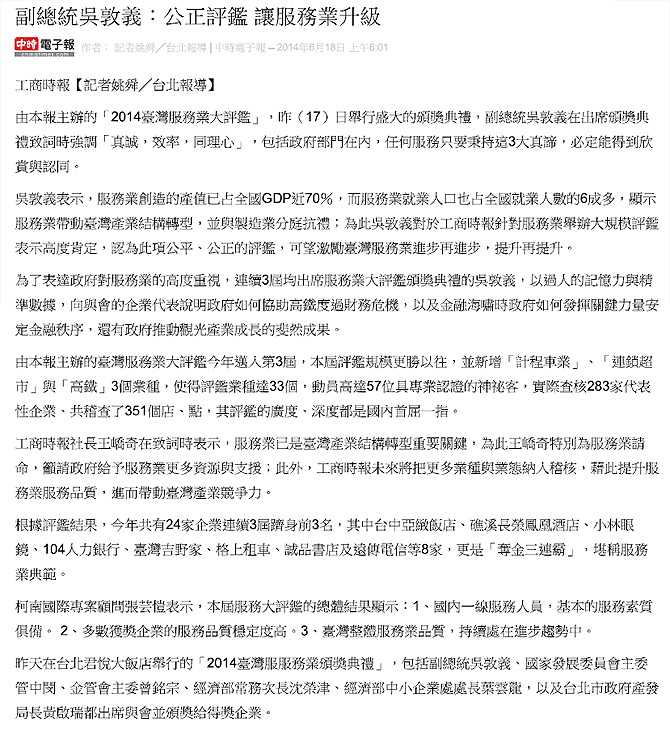 副總統吳敦義：公正評鑑 讓服務業升級
中時電子報 作者： 記者姚舜╱台北報導 | 中時電子報 – 2014年6月18日 上午6:01
工商時報【記者姚舜╱台北報導】
由本報主辦的「2014臺灣服務業大評鑑」，昨（17）日舉行盛大的頒獎典禮，副總統吳敦義在出席頒獎典
禮致詞時強調「真誠，效率，同理心」，包括政府部門在內，任何服務只要秉持這3大真諦，必定能得到欣
賞與認同。
吳敦義表示，服務業創造的產值已占全國GDP近70％，而服務業就業人口也占全國就業人數的6成多，顯示
服務業帶動臺灣產業結構轉型，並與製造業分庭抗禮；為此吳敦義對於工商時報針對服務業舉辦大規模評鑑
表示高度肯定，認為此項公平、公正的評鑑，可望激勵臺灣服務業進步再進步，提升再提升。
為了表達政府對服務業的高度重視，連續3屆均出席服務業大評鑑頒獎典禮的吳敦義，以過人的記憶力與精
準數據，向與會的企業代表說明政府如何協助高鐵度過財務危機，以及金融海嘯時政府如何發揮關鍵力量安
定金融秩序，還有政府推動觀光產業成長的斐然成果。
由本報主辦的臺灣服務業大評鑑今年邁入第3屆，本屆評鑑規模更勝以往，並新增「計程車業」、「連鎖超
市」與「高鐵」3個業種，使得評鑑業種達33個，動員高達57位具專業認證的神祕客，實際查核283家代表
性企業、共稽查了351個店、點，其評鑑的廣度、深度都是國內首屈一指。
工商時報社長王嶠奇在致詞時表示，服務業已是臺灣產業結構轉型重要關鍵，為此王嶠奇特別為服務業請
命，籲請政府給予服務業更多資源與支援；此外，工商時報未來將把更多業種與業態納入稽核，藉此提升服
務業服務品質，進而帶動臺灣產業競爭力。
根據評鑑結果，今年共有24家企業連續3屆躋身前3名，其中台中亞緻飯店、礁溪長榮鳳凰酒店、小林眼
鏡、104人力銀行、臺灣吉野家、格上租車、誠品書店及遠傳電信等8家，更是「奪金三連霸」，堪稱服務
業典範。
柯南國際專案顧問張芸愷表示，本屆服務大評鑑的總體結果顯示：1、國內一線服務人員，基本的服務素質
俱備。 2、多數獲獎企業的服務品質穩定度高。3、臺灣整體服務業品質，持續處在進步趨勢中。
昨天在台北君悅大飯店舉行的「2014臺灣服服務業頒獎典禮」，包括副總統吳敦義、國家發展委員會主委
管中閔、金管會主委曾銘宗、經濟部常務次長沈榮津、經濟部中小企業處處長葉雲龍，以及台北市政府產發
局長黃啟瑞都出席與會並頒獎給得獎企業。